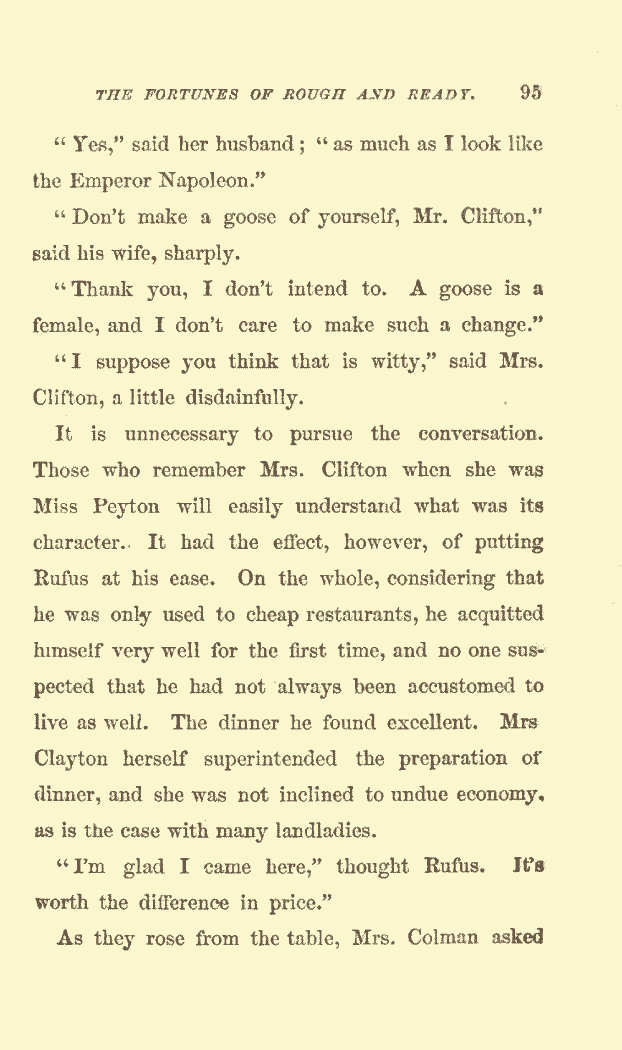 THE FORTUNES OF ROUGH AND READY. 95
“Yes,” said her husband; “as much as I look like
the Emperor Napoleon.”
“Don't make a goose of yourself, Mr. Clifton,”
said his wife, sharply.
“Thank you, I don't intend to. A goose is a
female, and I don't care to make such a change.”
“I suppose you think that is witty,” said Mrs.
Clifton, a little disdainfully.
It is unnecessary to pursue the conversation.
Those who remember Mrs. Clifton when she was
Miss Peyton will easily understand what was its
character. It had the effect, however, of putting
Rufus at his ease. On the whole, considering that
he was only used to cheap restaurants, he acquitted
himself very well for the first time, and no one sus-
pected that he had not always been accustomed to
live as well. The dinner he found excellent. Mrs
Clayton herself superintended the preparation of
dinner, and she was not inclined to undue economy,
as is the case with many landladies.
“I'm glad I came here,” thought Rufus. It's
worth the difference in price.”
As they rose from the table, Mrs. Colman asked